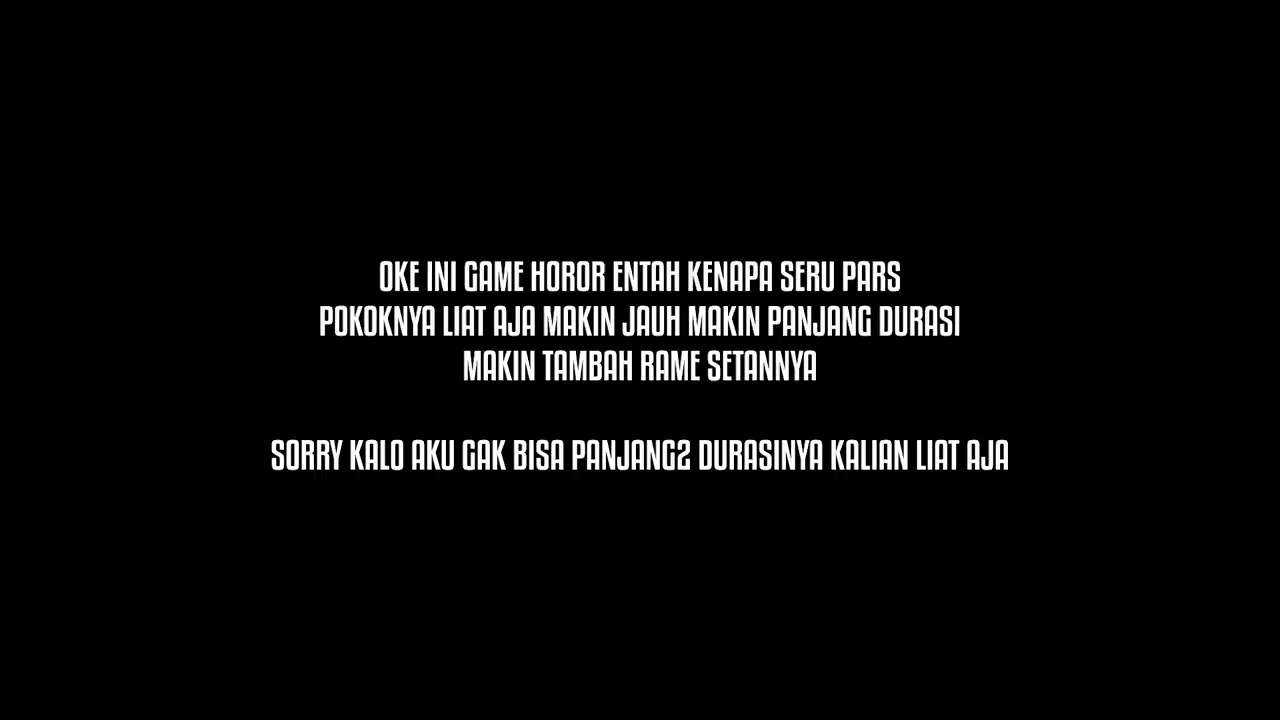 OKE INI GAME HOROR ENTAH KENAPA SERU PARS
POKOKNYA LIAT AJA MAKIN JAUH MAKIN PANJANG DURASI
MAKIN TAMBAH RAME SETANNYA
SORRY KALO AKU GAK BISA PANJANG2 DURASINYA KALIAN LIAT AJA